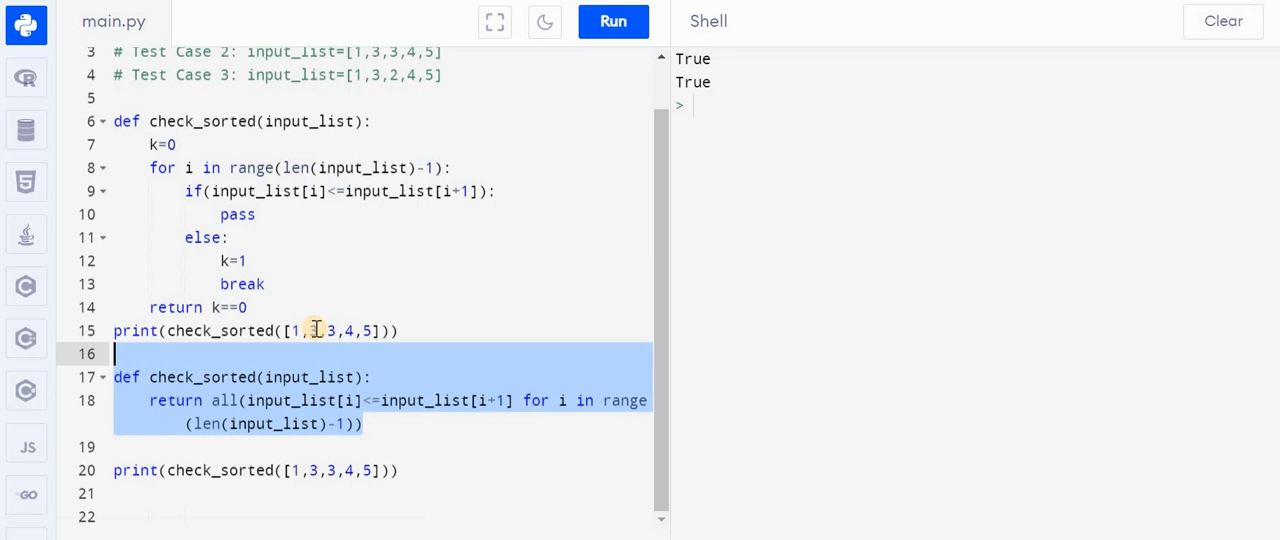 main.py
Run
Shell
Clear
3 # Test Case 2: input_list=[1,3,3,4,5]
4 # Test Case 3: input_list=[1,3,2,4,5]
5
6 def check_sorted(input_list):
7 k=0
8 for i in range(len(input_list)-1):
9 if(input_list[i]<=input_list[i+1]):
10 pass
11 else:
12 k=1
13 break
14 return k==0
15 print(check_sorted([1,3,3,4,5]))
16
17 def check_sorted(input_list):
18 return all(input_list[i]<=input_list[i+1] for i in range
(len(input_list)-1))
19
20 print(check_sorted([1,3,3,4,5]))
21
22
True
True
>
R
5
C
C
C
JS
GO